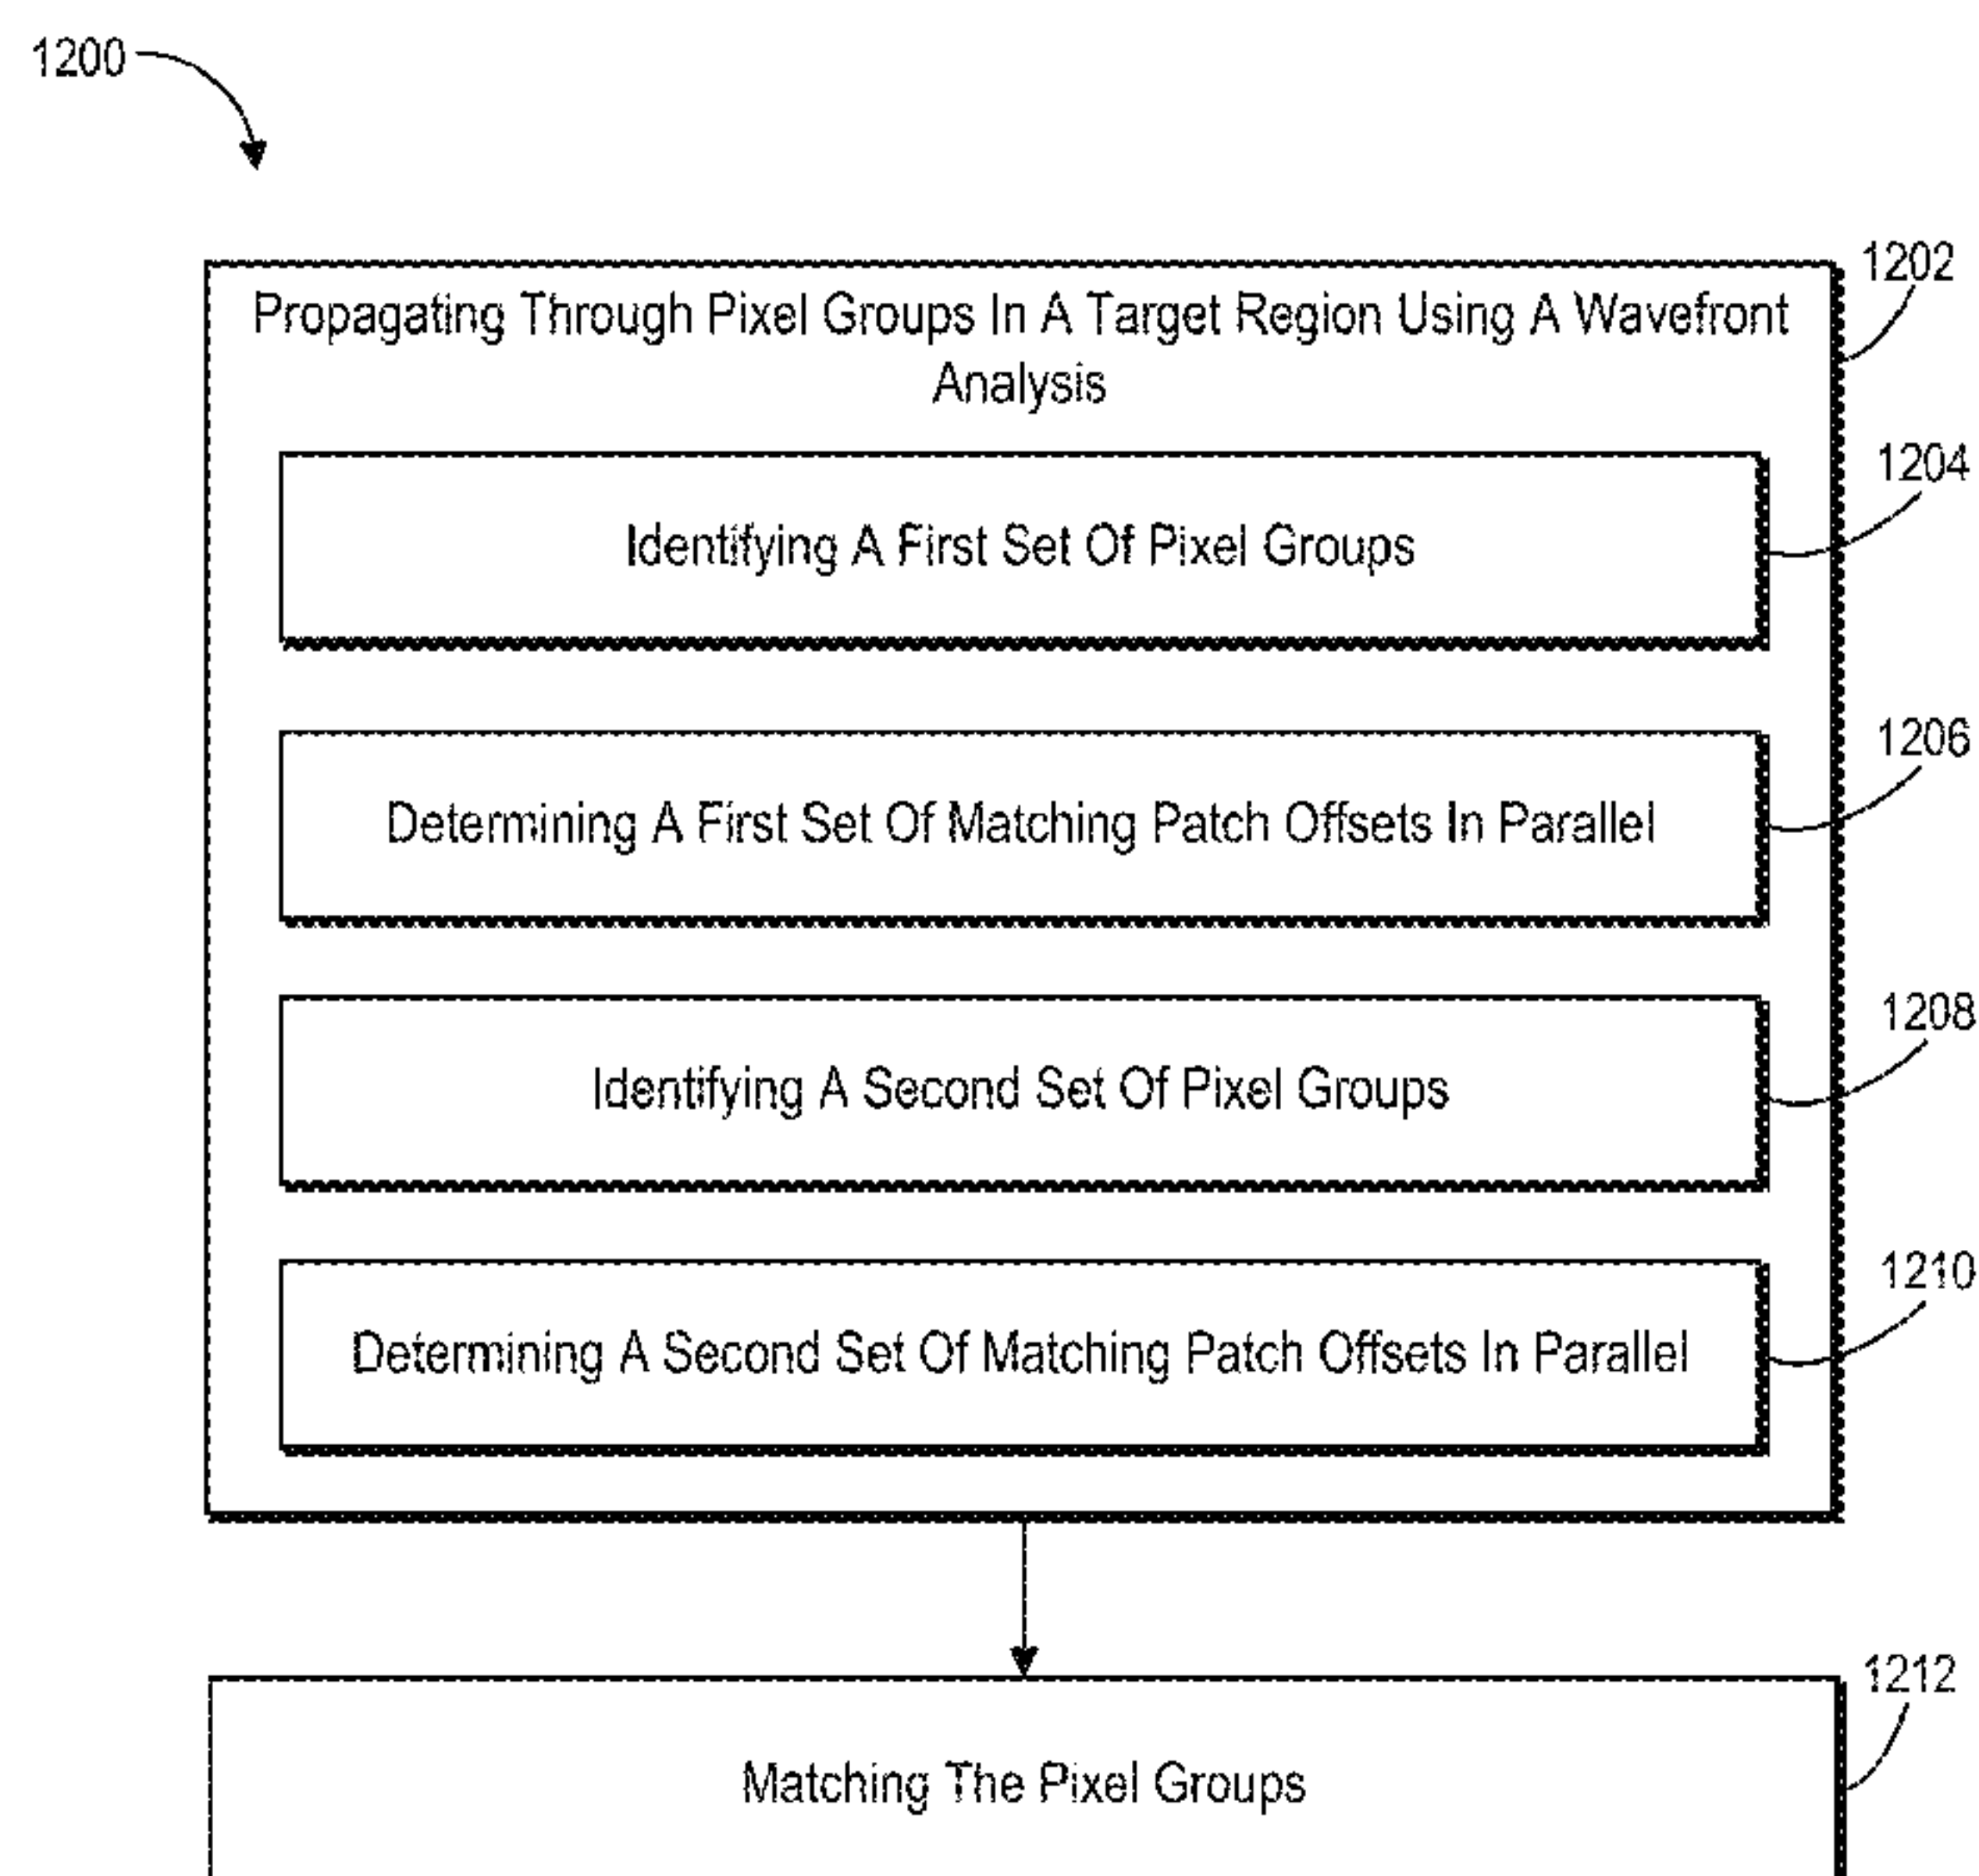 1200
1202
Propagating Through Pixel Groups In A Target Region Using A Wavefront
Analysis
1204
Identifying A First Set Of Pixel Groups
1206
Determining A First Set Of Matching Patch Offsets In Parallel
1208
Identifying A Second Set Of Pixel Groups
1210
Determining A Second Set Of Matching Patch Offsets In Parallel
1212
Matching The Pixel Groups